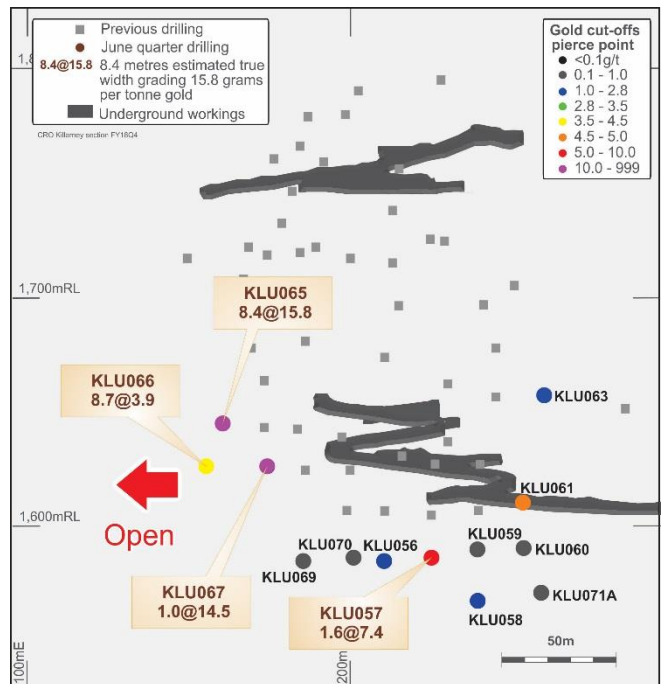 Previous drilling
June quarter drilling
8.4@15.8 8.4 metres estimated true
width grading 15.8 grams
per tonne gold
Underground workings
CRO Killarney section FY18Q4
Gold cut-offs
pierce point
<0.1g/t
0.1 - 1.0
1.0 - 2.8
2.8 - 3.5
3.5 - 4.5
4.5 - 5.0
5.0 - 10.0
10.0 - 999
1,700mRL
KLU065
8.4@15.8
KLU066
8.7@3.9
KLU063
KLU061
1,600mRL
Open
KLU059
KLU070
KLU056
KLU060
KLU069
KLU067
1.0@14.5
KLU057
1.6@7.4
KLU071A
KLU058
50m
100mE
200m